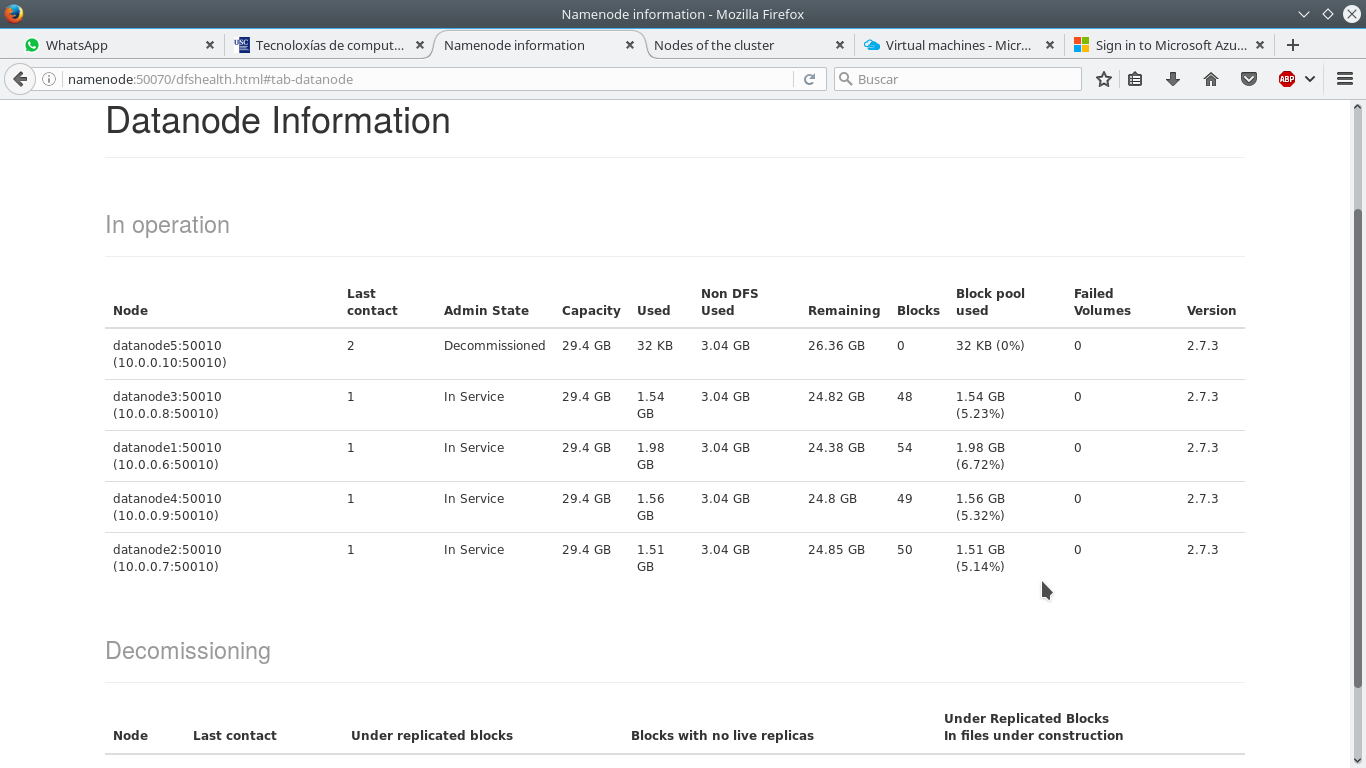 Namenode information - Mozilla Firefox
WhatsApp
USC
Tecnoloxías de comput...
Namenode information
Nodes of the cluster
Virtual machines - Micr...
Sign in to Microsoft Azu...
namenode:50070/dfshealth.html#tab-datanode
Buscar
ABP
Datanode Information
In operation
Node Last contact Admin State Capacity Used Non DFS Used Remaining Blocks Block pool used Failed Volumes Version
datanode5:50010 (10.0.0.10:50010) 2 Decommissioned 29.4 GB 32 KB 3.04 GB 26.36 GB 0 32 KB (0%) 0 2.7.3
datanode3:50010 (10.0.0.8:50010) 1 In Service 29.4 GB 1.54 GB 3.04 GB 24.82 GB 48 1.54 GB (5.23%) 0 2.7.3
datanode1:50010 (10.0.0.6:50010) 1 In Service 29.4 GB 1.98 GB 3.04 GB 24.38 GB 54 1.98 GB (6.72%) 0 2.7.3
datanode4:50010 (10.0.0.9:50010) 1 In Service 29.4 GB 1.56 GB 3.04 GB 24.8 GB 49 1.56 GB (5.32%) 0 2.7.3
datanode2:50010 (10.0.0.7:50010) 1 In Service 29.4 GB 1.51 GB 3.04 GB 24.85 GB 50 1.51 GB (5.14%) 0 2.7.3
Decomissioning
Node Last contact Under replicated blocks Blocks with no live replicas Under Replicated Blocks In files under construction